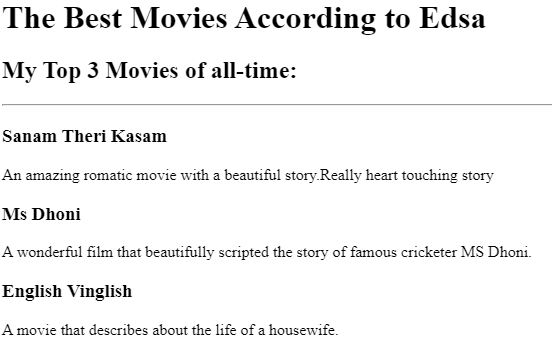 The Best Movies According to Edsa
My Top 3 Movies of all-time:
Sanam Theri Kasam
An amazing romatic movie with a beautiful story.Really heart touching story
Ms Dhoni
A wonderful film that beautifully scripted the story of famous cricketer MS Dhoni.
English Vinglish
A movie that describes about the life of a housewife.